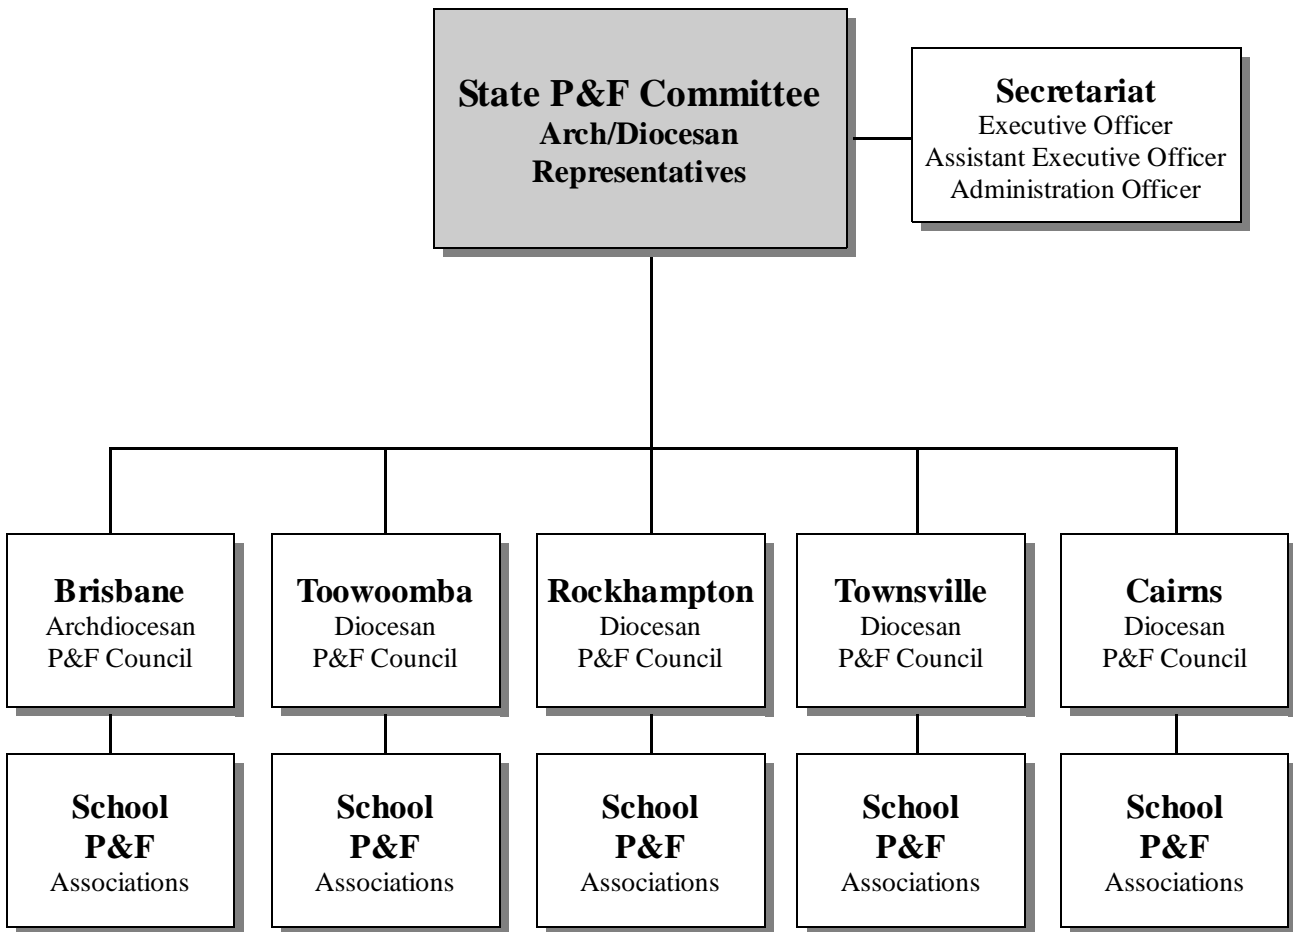 State P&F Committee
Arch/Diocesan
Representatives
Secretariat
Executive Officer
Assistant Executive Officer
Administration Officer
Brisbane
Archdiocesan
P&F Council
Toowoomba
Diocesan
P&F Council
Rockhampton
Diocesan
P&F Council
Townsville
Diocesan
P&F Council
Cairns
Diocesan
P&F Council
School
P&F
Associations
School
P&F
Associations
School
P&F
Associations
School
P&F
Associations
School
P&F
Associations